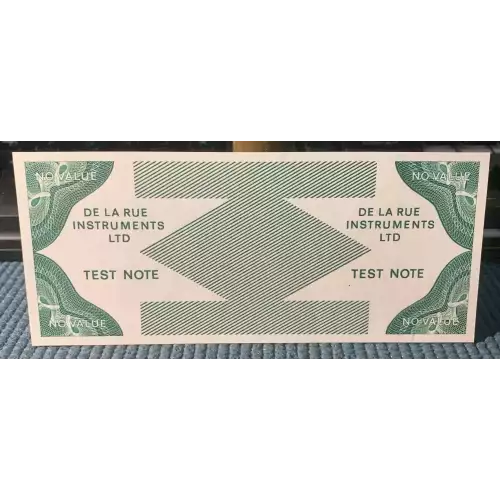 NO VALUE
NO VALUE
DE LA RUE
INSTRUMENTS
LTD
TEST NOTE
DE LA RUE
INSTRUMENTS
LTD
TEST NOTE
NO VALUE
NO VALUE